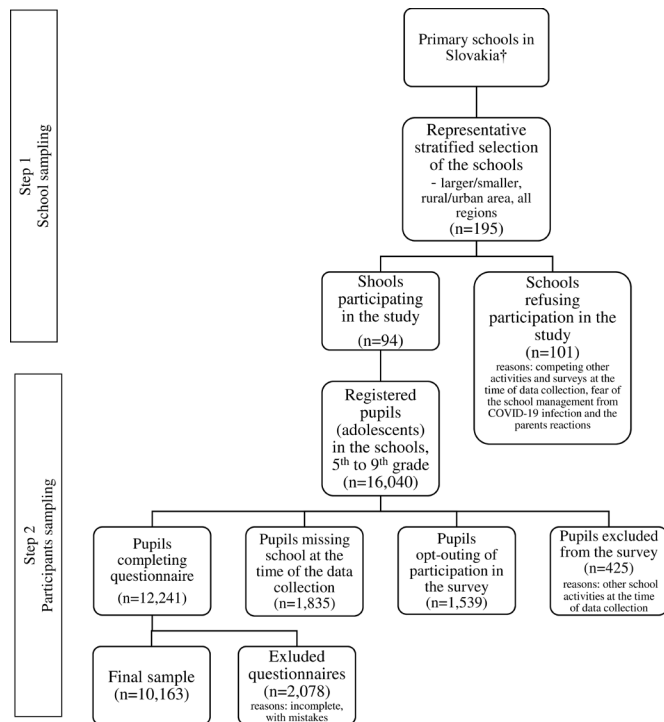 Step 1
School sampling
Primary schools in
Slovakia†
Representative
stratified selection
of the schools
- larger/smaller,
rural/urban area, all
regions
(n=195)
Shools
participating
in the study
(n=94)
Schools
refusing
participation in the
study
(n=101)
reasons: competing other
activities and surveys at the
time of data collection, fear of
the school management from
COVID-19 infection and the
parents reactions
Step 2
Participants sampling
Registered
pupils
(adolescents)
in the schools,
5th to 9th grade
(n=16,040)
Pupils
completing
questionnaire
(n=12,241)
Pupils missing
school at the
time of the data
collection
(n=1,835)
Pupils
opt-outing of
participation in
the survey
(n=1,539)
Pupils excluded
from the survey
(n=425)
reasons: other school
activities at the time
of data collection
Final sample
(n=10,163)
Exluded
questionnaires
(n=2,078)
reasons: incomplete,
with mistakes